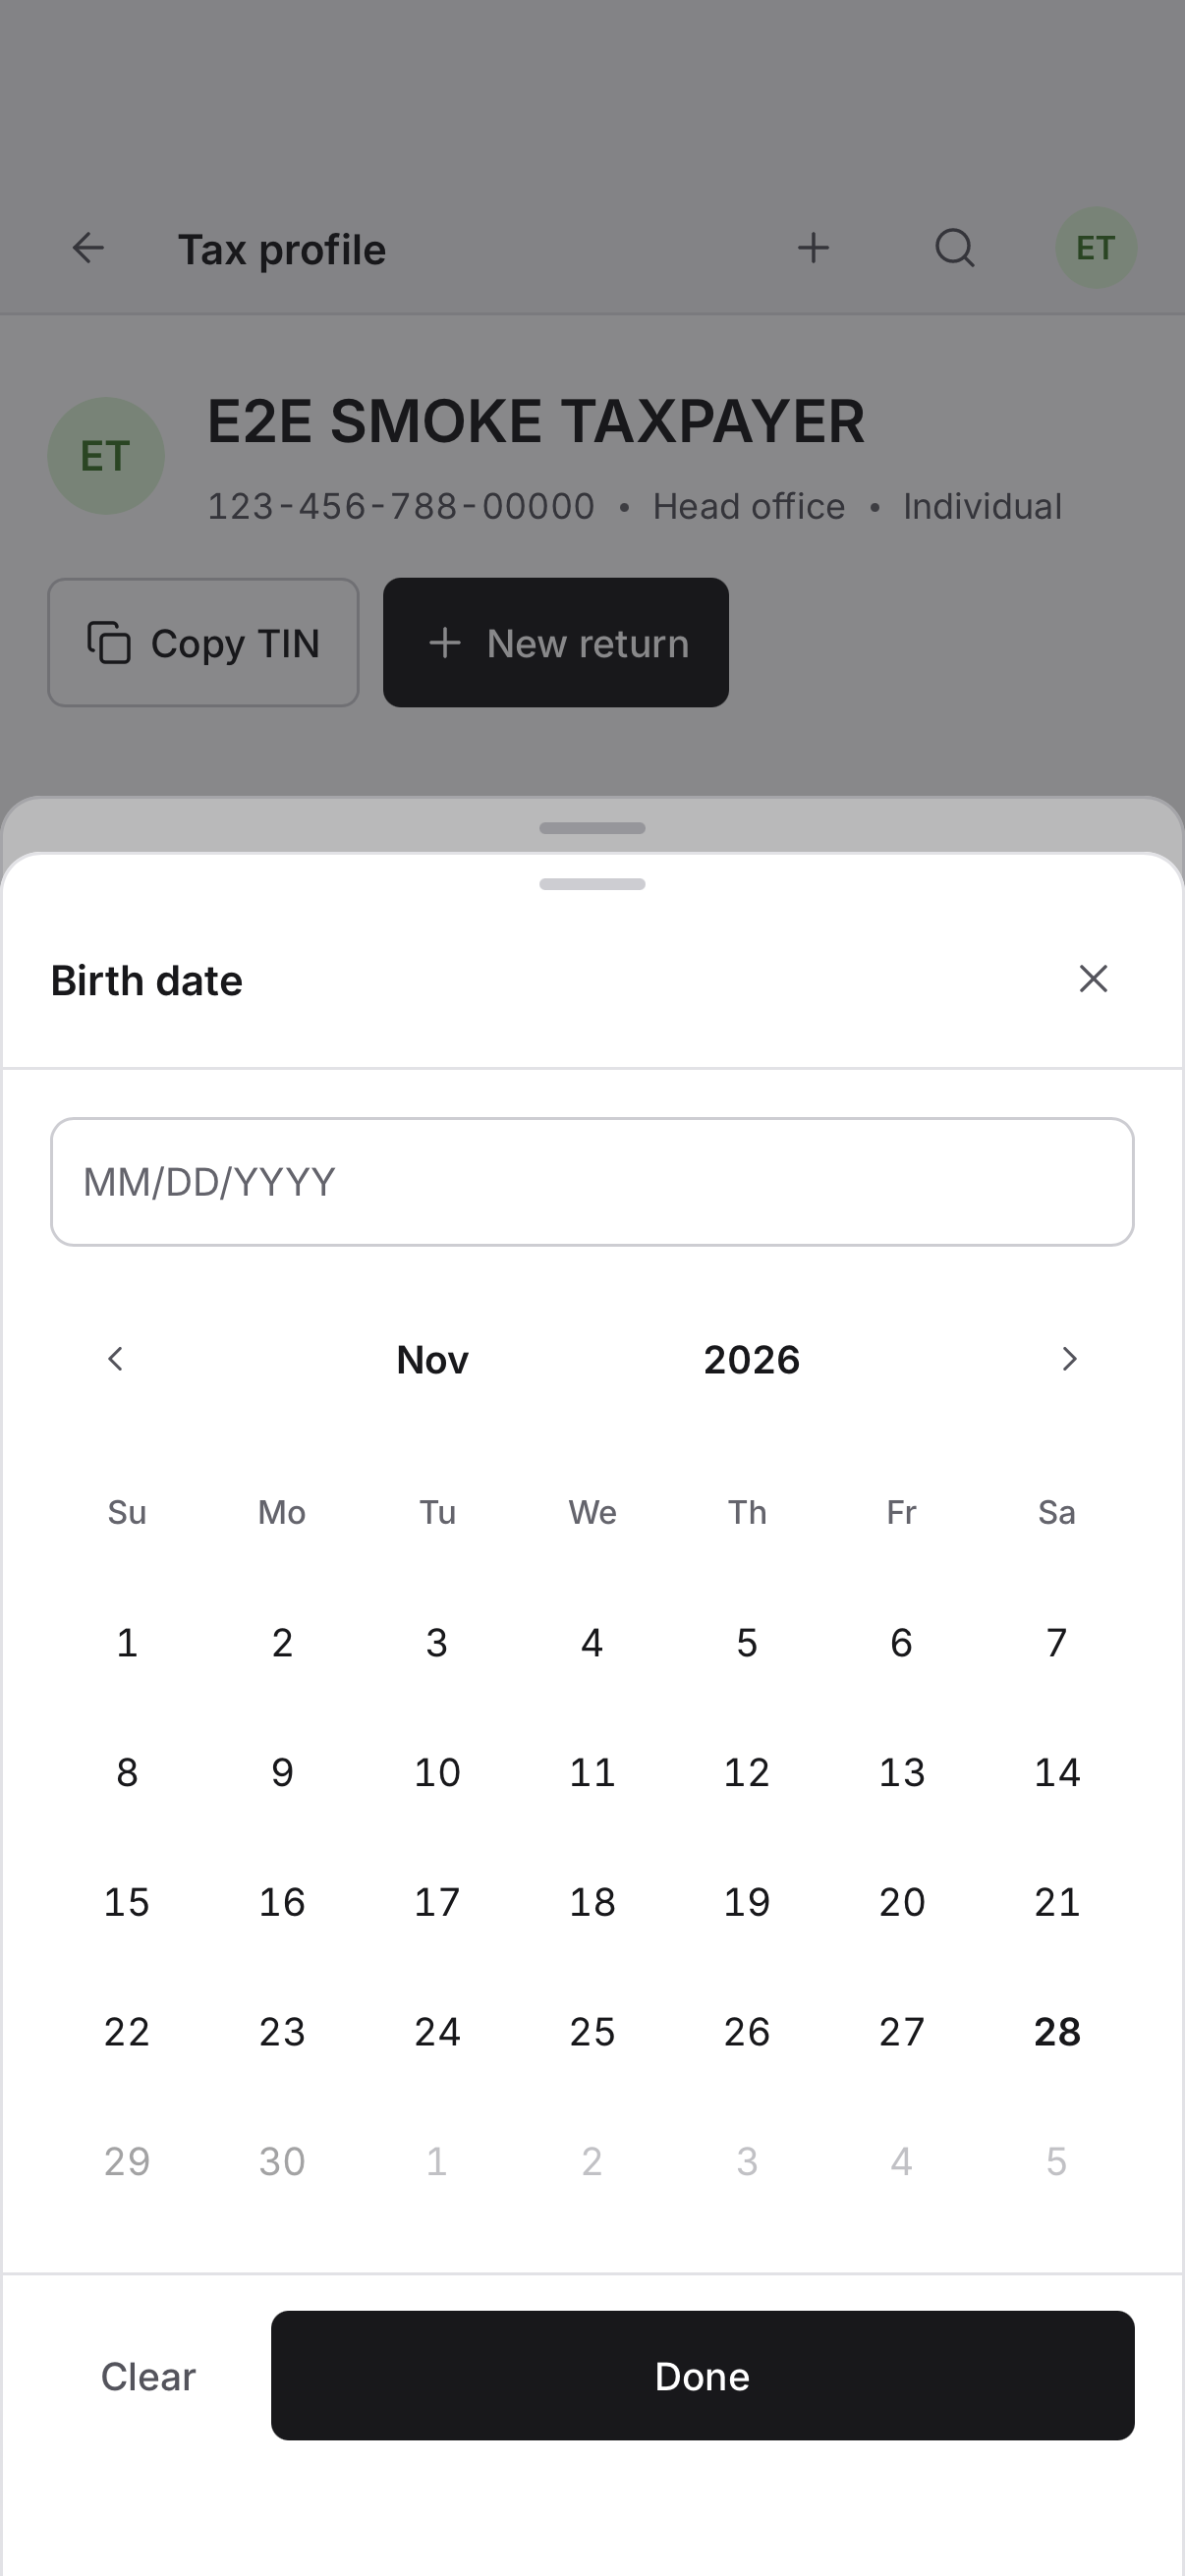 Tax profile
ET
ET
E2E SMOKE TAXPAYER
123-456-788-00000 • Head office • Individual
Copy TIN
New return
Birth date
MM/DD/YYYY
Nov 2026
Su Mo Tu We Th Fr Sa
1 2 3 4 5 6 7
8 9 10 11 12 13 14
15 16 17 18 19 20 21
22 23 24 25 26 27 28
29 30 1 2 3 4 5
Clear
Done